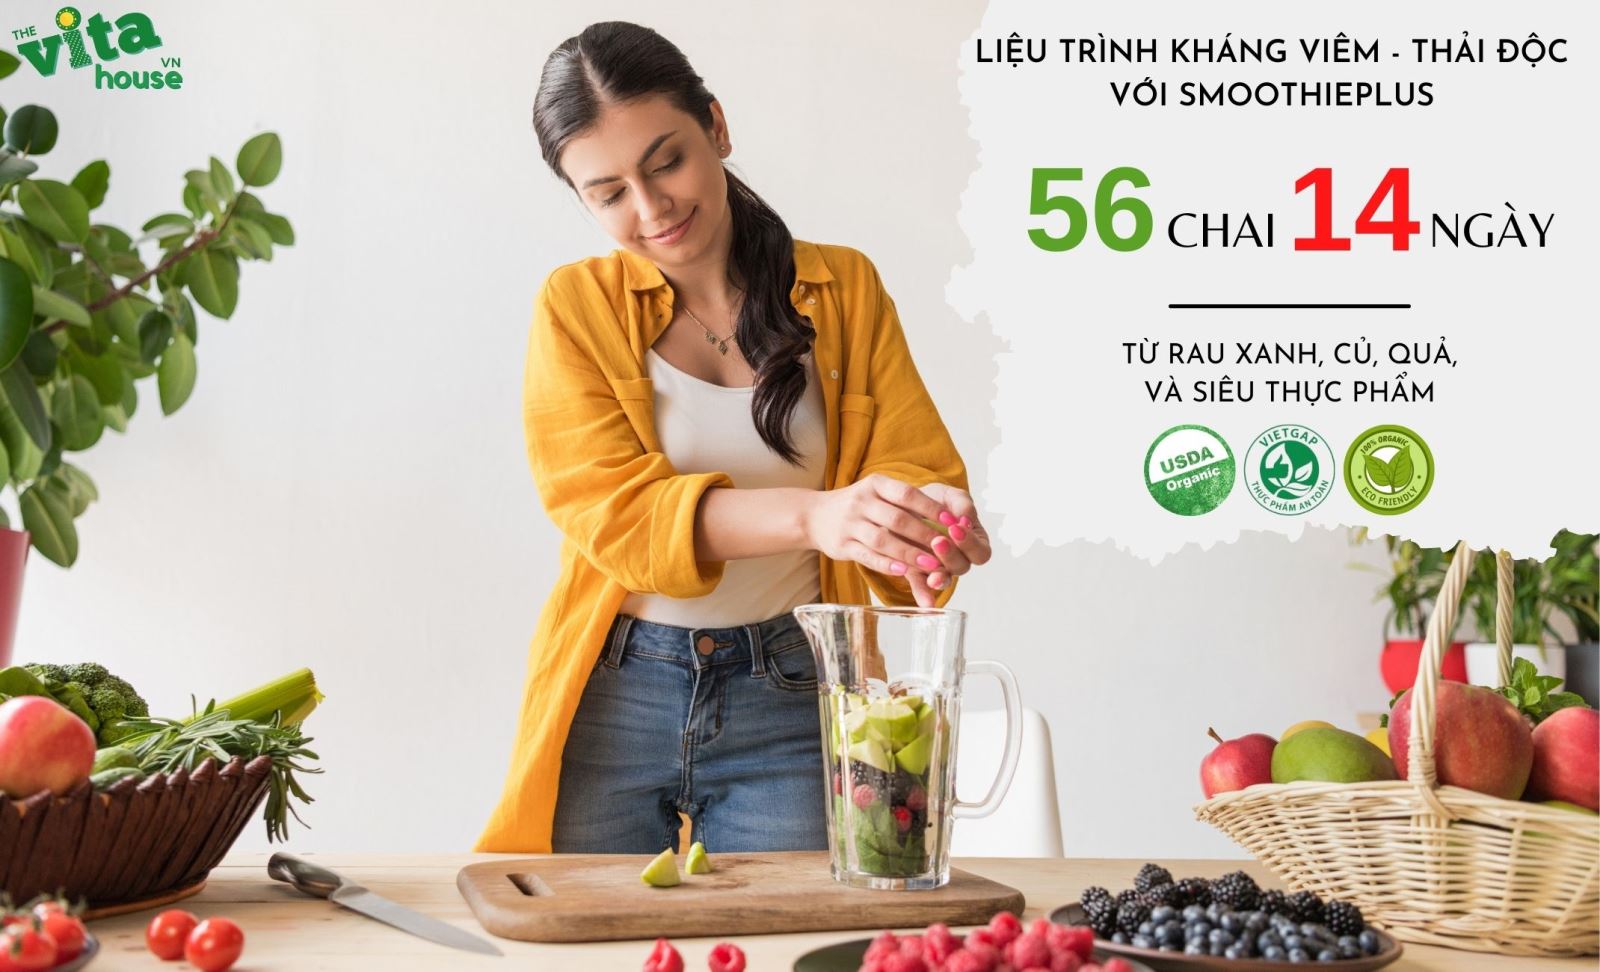 THE
vita
VN
house
LIỆU TRÌNH KHÁNG VIÊM - THẢI ĐỘC
VỚI SMOOTHIEPLUS
56 CHAI 14 NGÀY
TỪ RAU XANH, CỦ, QUẢ,
VÀ SIÊU THỰC PHẨM
USDA
Organic
VIETGAP
THỰC PHẨM AN TOÀN
100% ORGANIC
ECO FRIENDLY